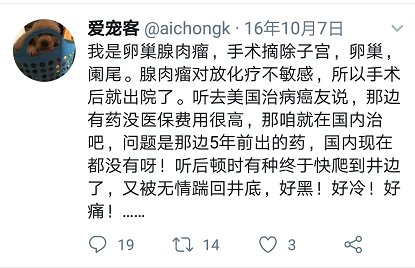 爱宠客 @aichongk · 16年10月7日
我是卵巢腺肉瘤，手术摘除子宫，卵巢，
阑尾。腺肉瘤对放化疗不敏感，所以手术
后就出院了。听去美国治病癌友说，那边
有药没医保费用很高，那咱就在国内治
吧，问题是那边5年前出的药，国内现在
都没有呀！听后顿时有种终于快爬到井边
了，又被无情踹回井底，好黑！好冷！好
痛！......
19 14 3